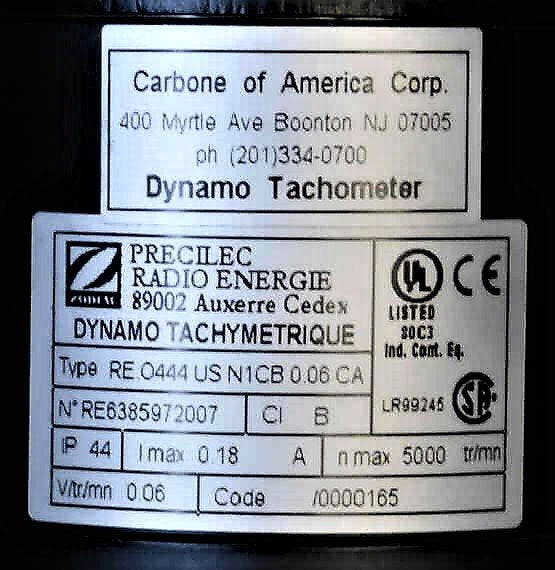 Carbone of America Corp.
400 Myrtle Ave Boonton NJ 07005
ph (201)334-0700
Dynamo Tachometer
ZODIAC
PRECILEC
RADIO ENERGIE
89002 Auxerre Cedex
DYNAMO TACHYMETRIQUE
UL CE
LISTED
80C3
Ind. Cont. Eq.
Type RE.0444 US N1CB 0.06 CA
N° RE6385972007 CI B
LR99245 SA
IP 44 I max 0.18 A n max 5000 tr/mn
V/tr/mn 0.06 Code /0000165